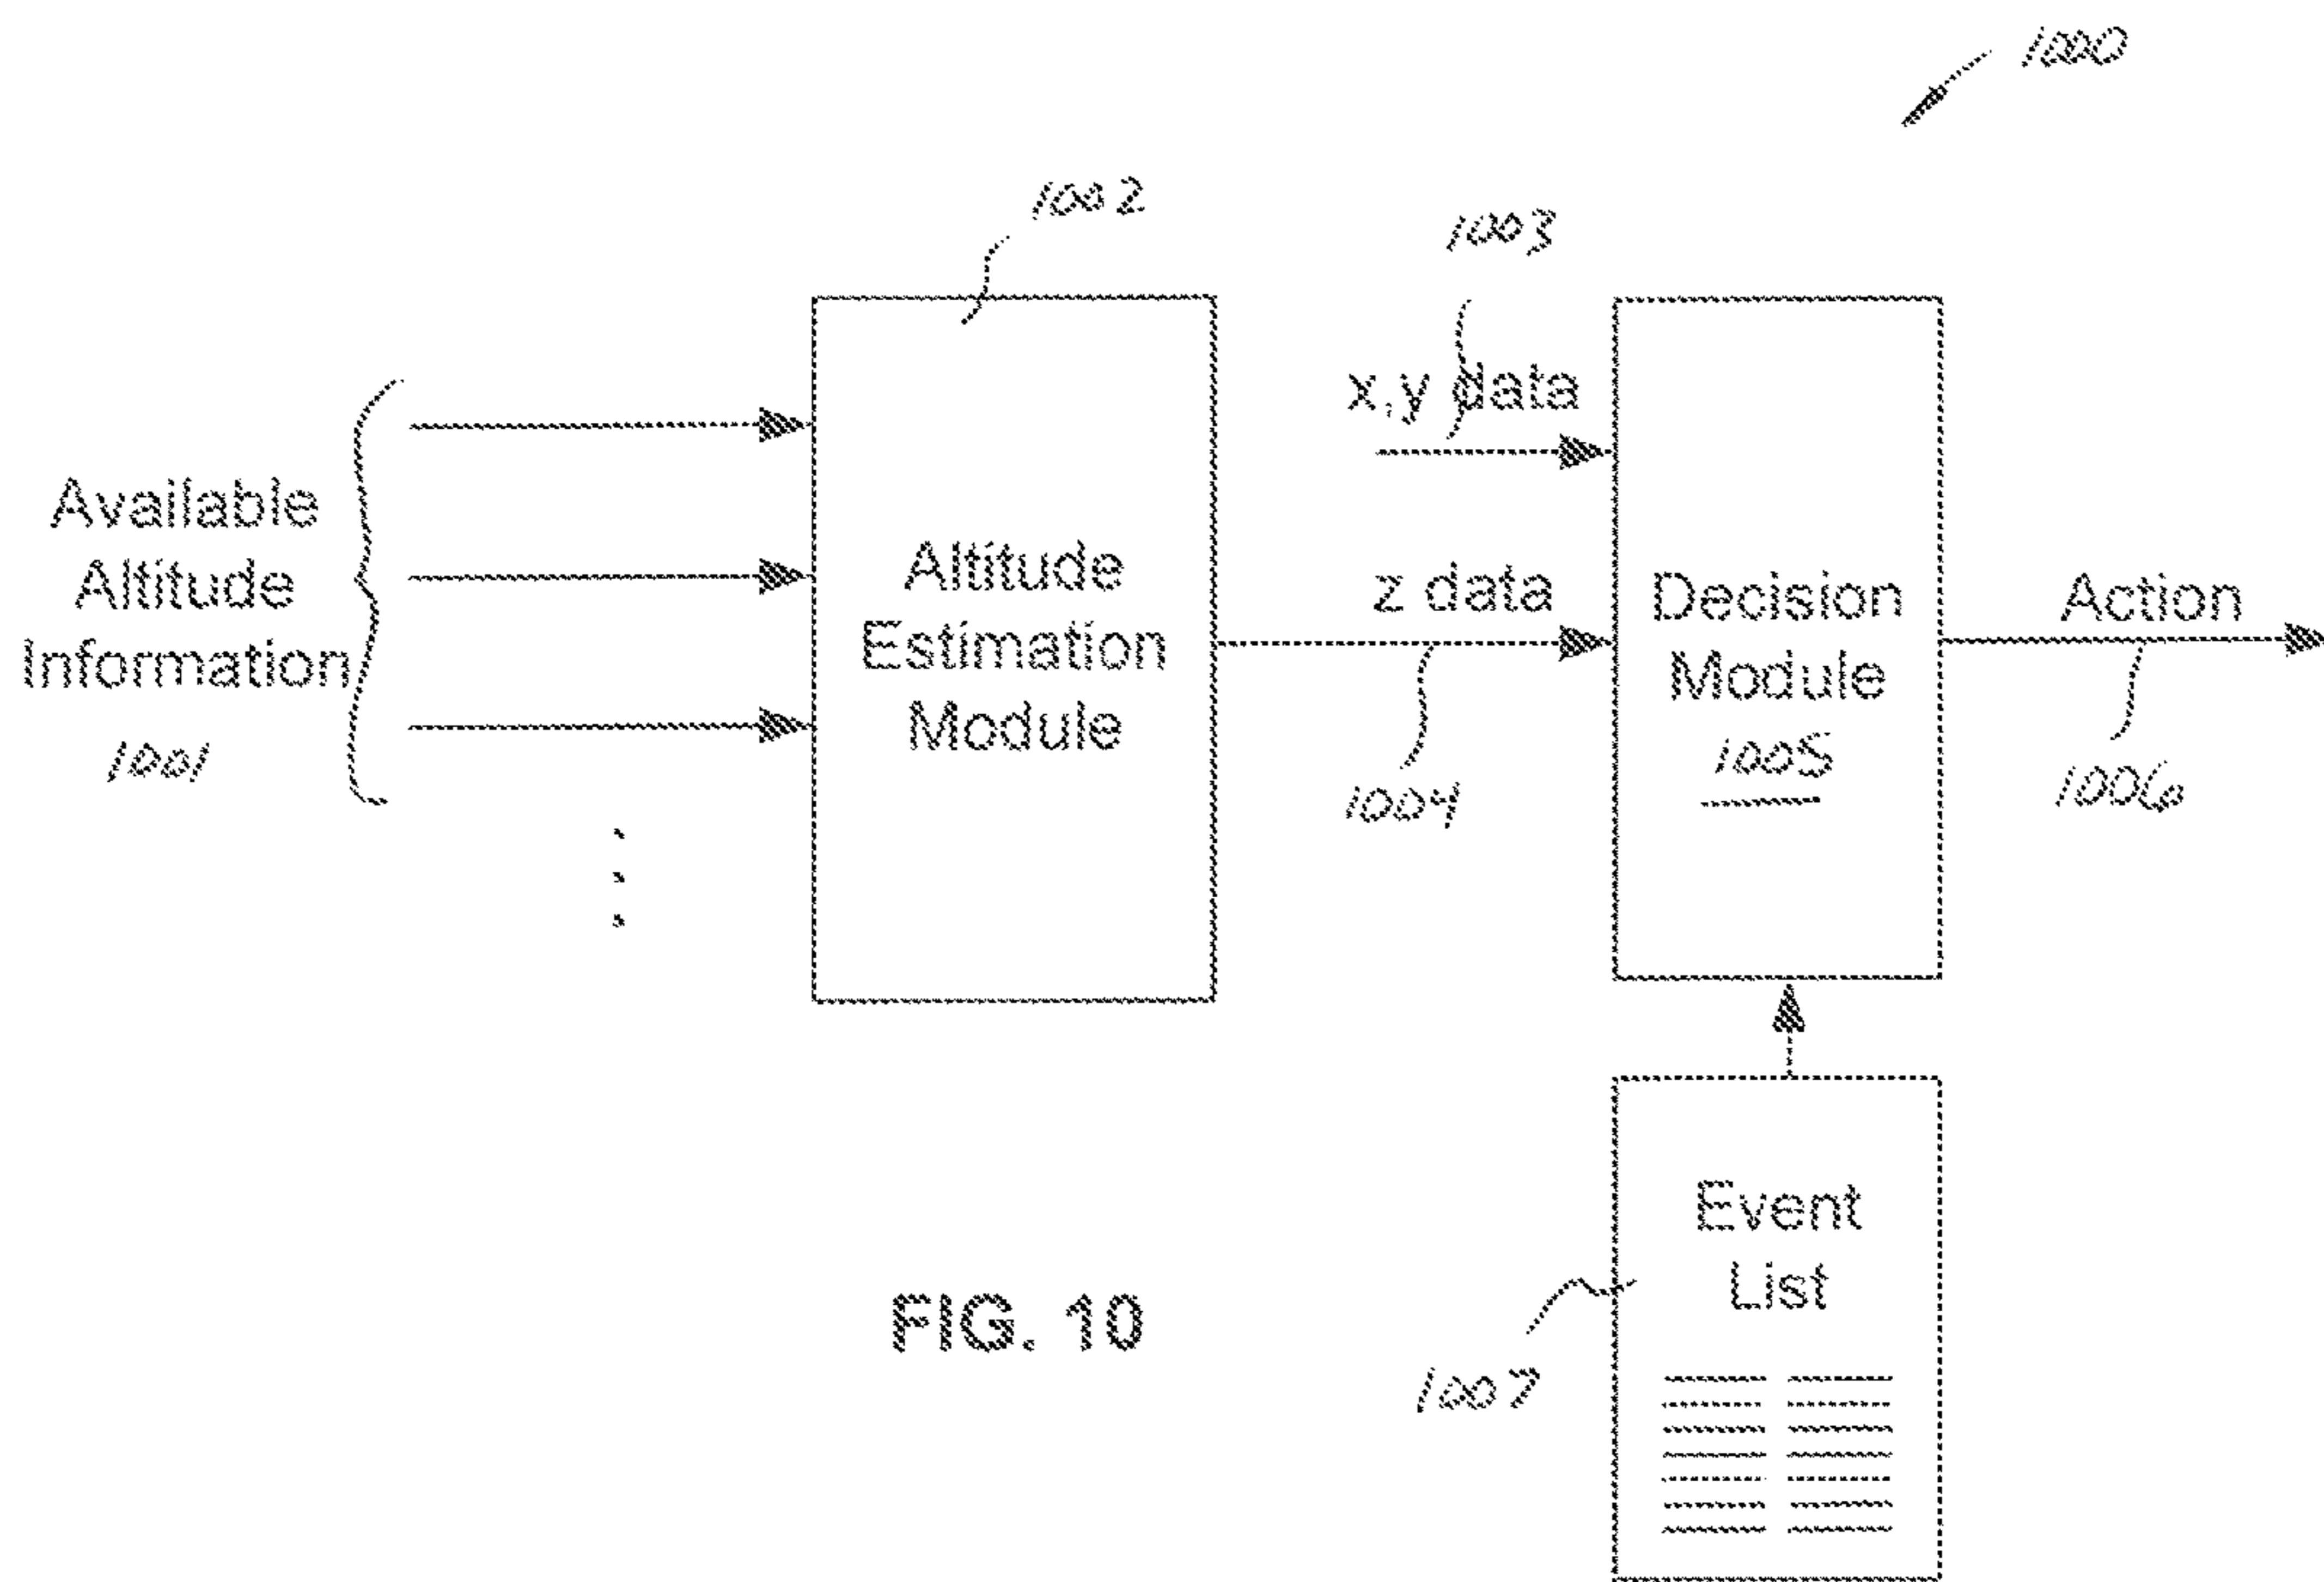 1000
1002
1003
x,y data
Available
Altitude
Information
1001
Altitude
Estimation
Module
z data
1004
Decision
Module
1005
Action
1006
Event
List
1007
FIG. 10